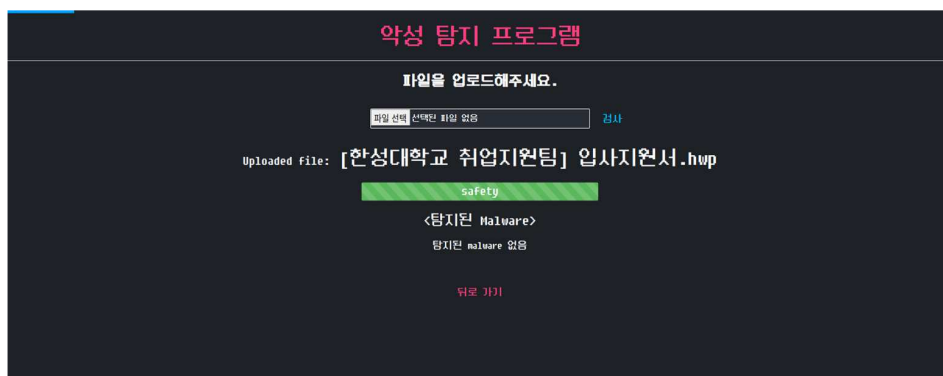 악성 탐지 프로그램
파일을 업로드해주세요.
파일 선택 선택된 파일 없음 검사
Uploaded file: [한성대학교 취업지원팀] 입사지원서.hwp
safety
<탐지된 Malware>
탐지된 malware 없음
뒤로 가기